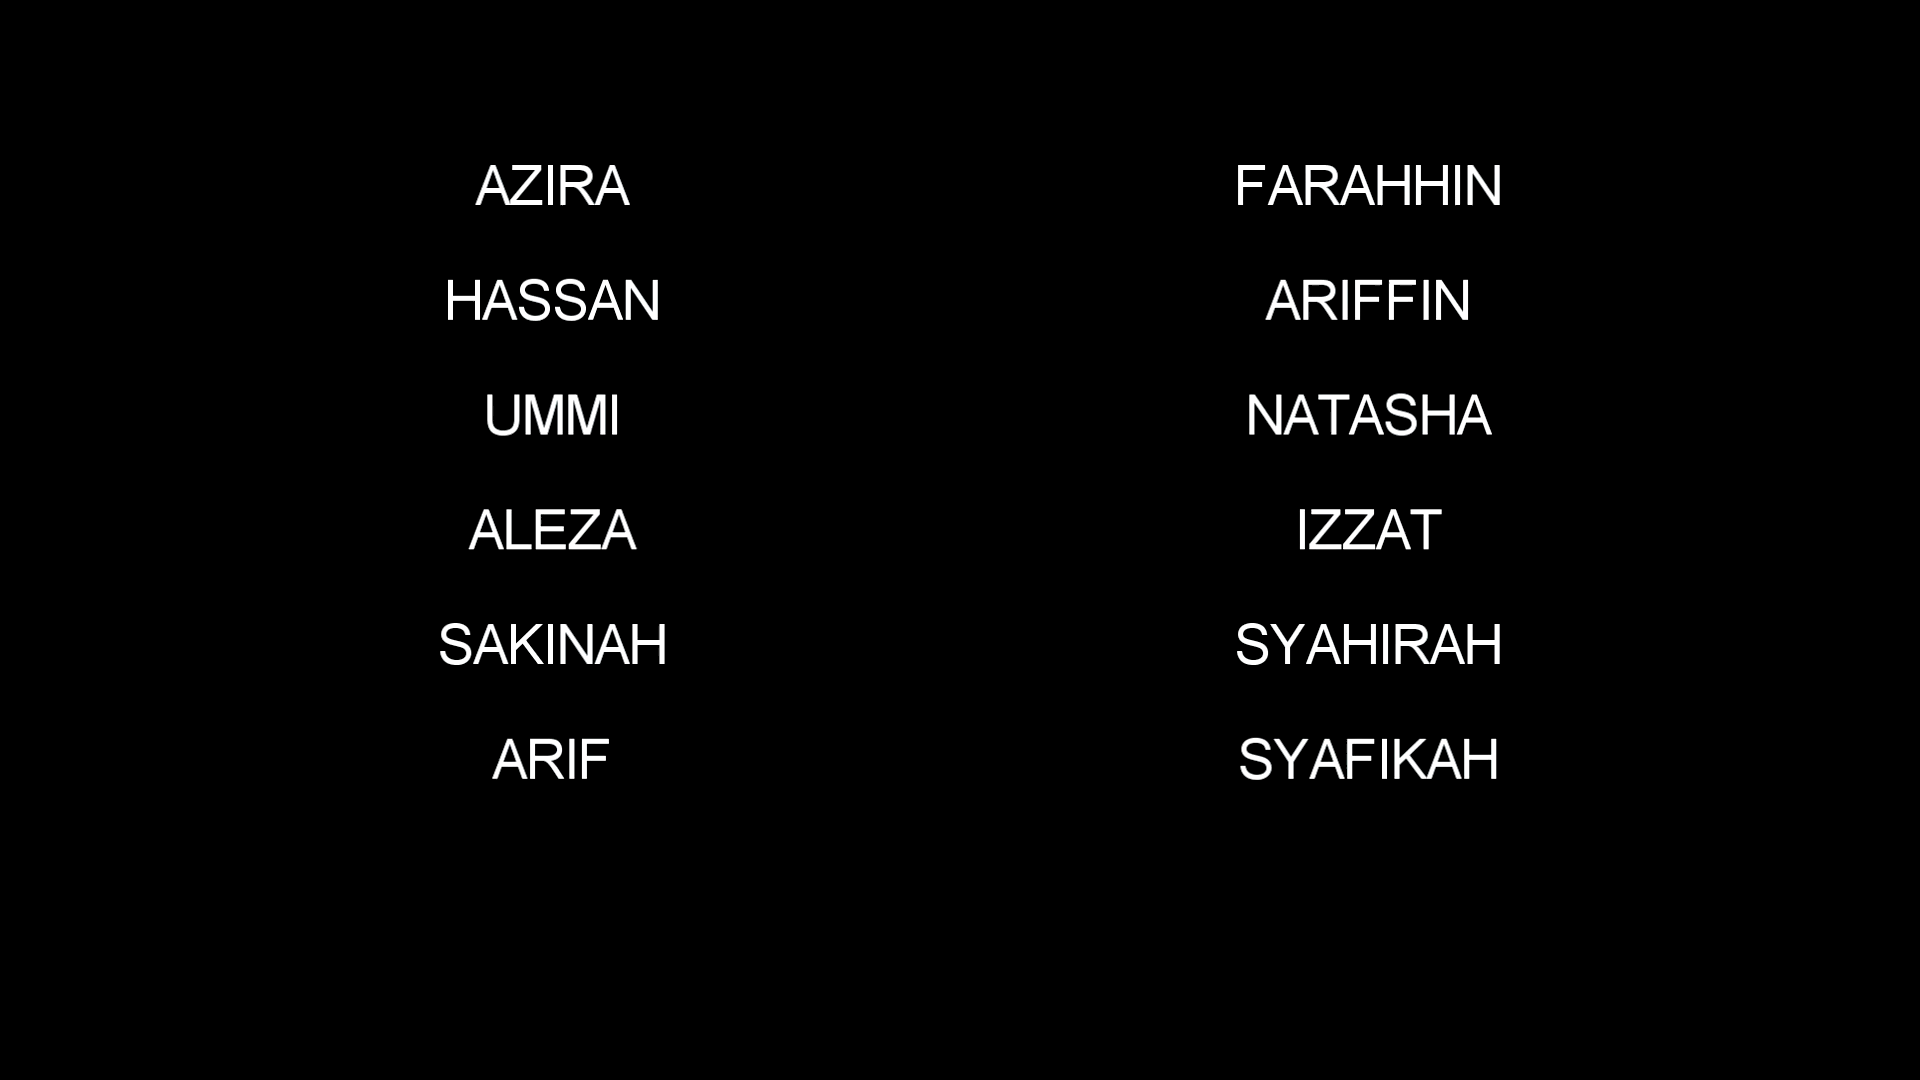 AZIRA
HASSAN
UMMI
ALEZA
SAKINAH
ARIF
FARAHHIN
ARIFFIN
NATASHA
IZZAT
SYAHIRAH
SYAFIKAH